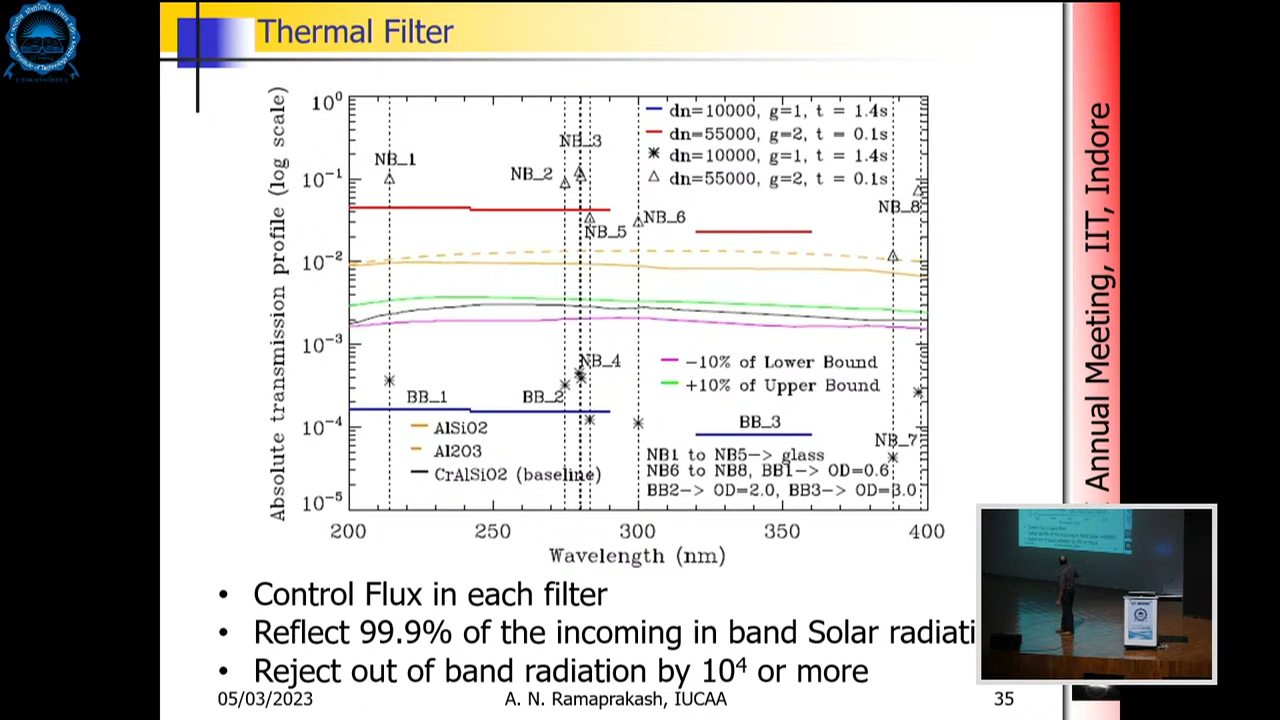 Thermal Filter
Absolute transmission profile (log scale)
10⁰
10⁻¹
10⁻²
10⁻³
10⁻⁴
10⁻⁵
dn=10000, g=1, t = 1.4s
dn=55000, g=2, t = 0.1s
dn=10000, g=1, t = 1.4s
dn=55000, g=2, t = 0.1s
NB_1
NB_2
NB_3
NB_5
NB_6
NB_8
−10% of Lower Bound
+10% of Upper Bound
NB_4
BB_1
BB_2
BB_3
NB_7
AlSiO2
Al2O3
CrAlSiO2 (baseline)
NB1 to NB5−> glass
NB6 to NB8, BB1−> OD=0.6
BB2−> OD=2.0, BB3−> OD=3.0
200 250 300 350 400
Wavelength (nm)
• Control Flux in each filter
• Reflect 99.9% of the incoming in band Solar radiati
• Reject out of band radiation by 10⁴ or more
05/03/2023 A. N. Ramaprakash, IUCAA 35
Annual Meeting, IIT, Indore